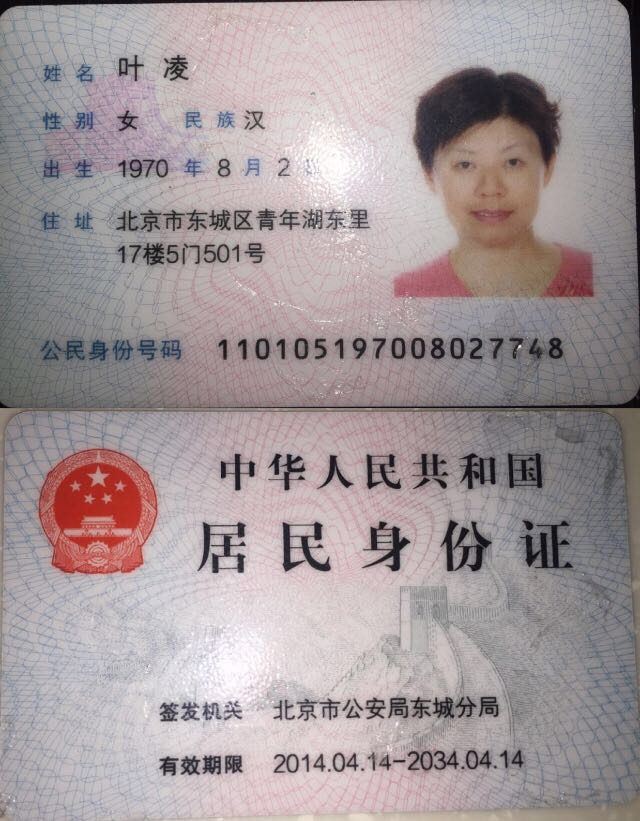 姓名 叶凌
性别 女 民族 汉
出生 1970 年 8 月 2
住址 北京市东城区青年湖东里
17楼5门501号
公民身份号码 110105197008027748
中华人民共和国
居民身份证
签发机关 北京市公安局东城分局
有效期限 2014.04.14-2034.04.14